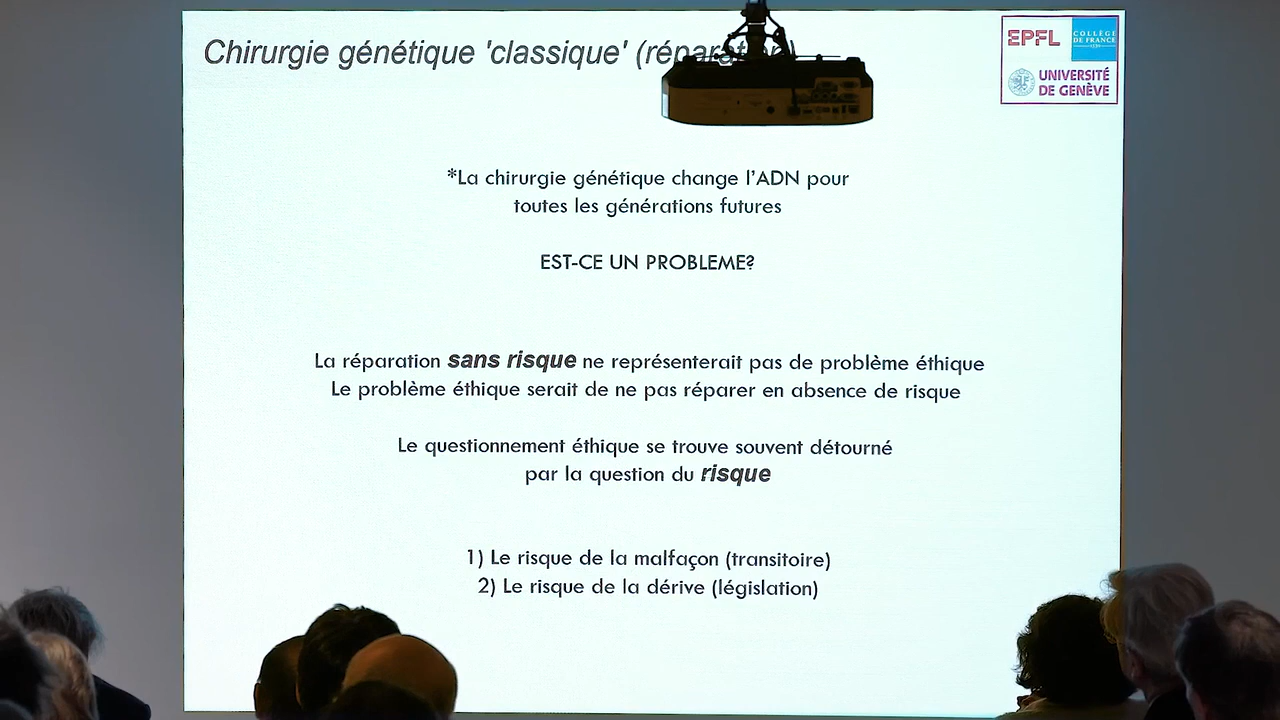 Chirurgie génétique 'classique'
EPFL
COLLÈGE
DE FRANCE
1530
UNIVERSITÉ
DE GENÈVE
*La chirurgie génétique change l’ADN pour
toutes les générations futures
EST-CE UN PROBLEME?
La réparation sans risque ne représenterait pas de problème éthique
Le problème éthique serait de ne pas réparer en absence de risque
Le questionnement éthique se trouve souvent détourné
par la question du risque
1) Le risque de la malfaçon (transitoire)
2) Le risque de la dérive (législation)